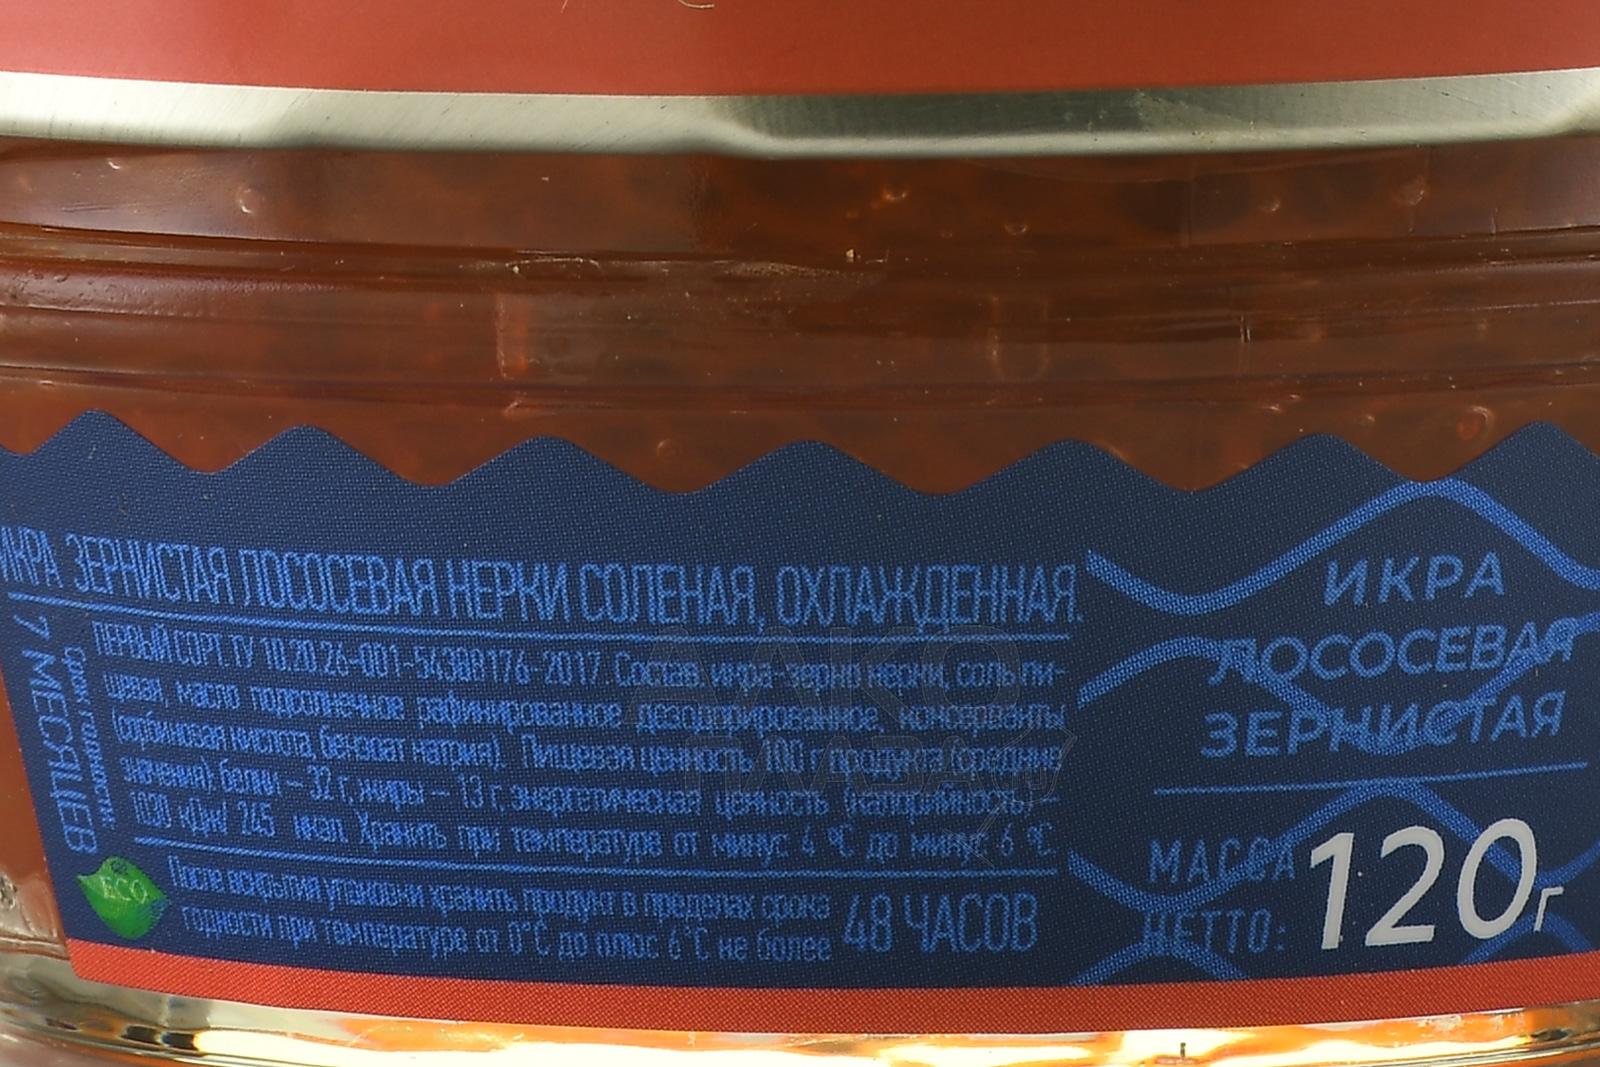 ИКРА ЗЕРНИСТАЯ ЛОСОСЕВАЯ НЕРКИ СОЛЕНАЯ, ОХЛАЖДЕННАЯ.
ПЕРВЫЙ СОРТ. ТУ 10.20.26-001-56388176-2017. Состав: икра-зерно нерки, соль пи-
щевая, масло подсолнечное рафинированное дезодорированное, консерванты
(сорбиновая кислота, бензоат натрия). Пищевая ценность 100 г продукта (средние
значения): белки – 32 г, жиры – 13 г, энергетическая ценность (калорийность) –
1030 кДж/ 245 ккал. Хранить при температуре от минус 4 °С до минус 6 °С
После вскрытия упаковки хранить продукт в пределах срока
годности при температуре от 0°С до плюс 6°С не более
48 ЧАСОВ
Срок годности:
7 МЕСЯЦЕВ
ECO
ИКРА
ЛОСОСЕВАЯ
ЗЕРНИСТАЯ
МАССА
НЕТТО:
120г